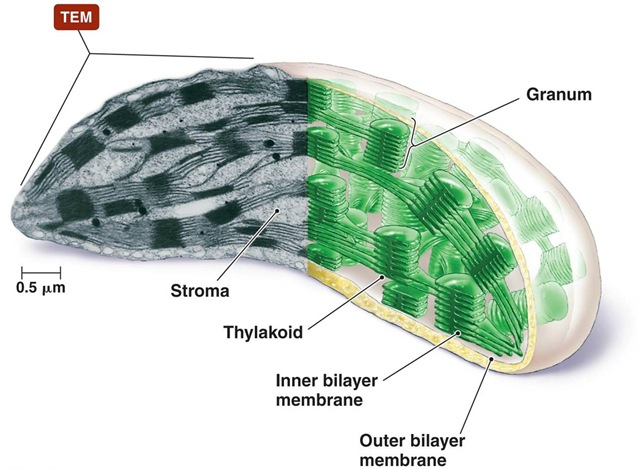 TEM
Granum
0.5 μm
Stroma
Thylakoid
Inner bilayer
membrane
Outer bilayer
membrane